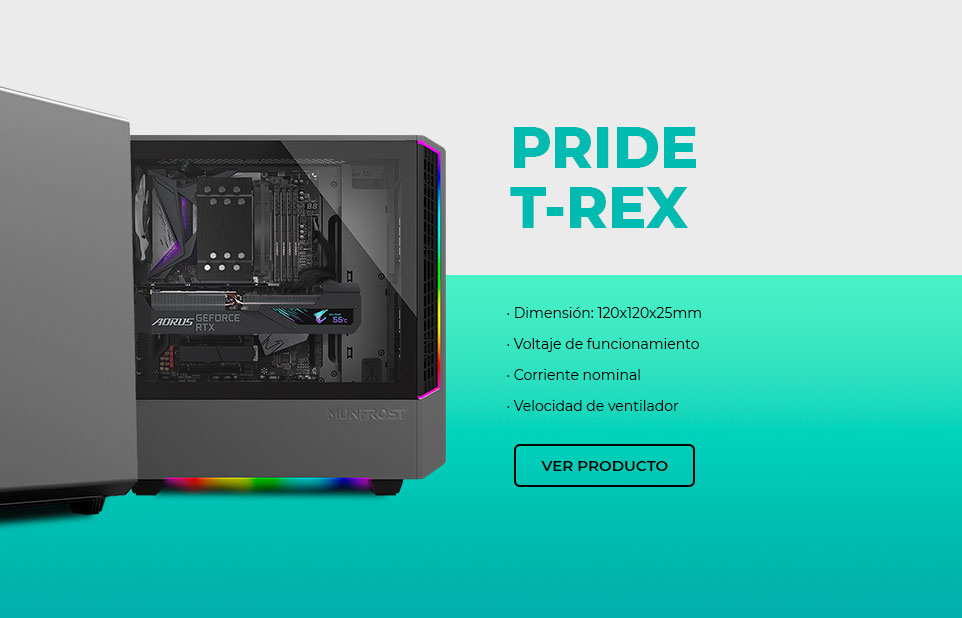 PRIDE
T-REX
· Dimensión: 120x120x25mm
· Voltaje de funcionamiento
· Corriente nominal
· Velocidad de ventilador
VER PRODUCTO
AORUS GEFORCE
RTX
55°C
MUNFROST